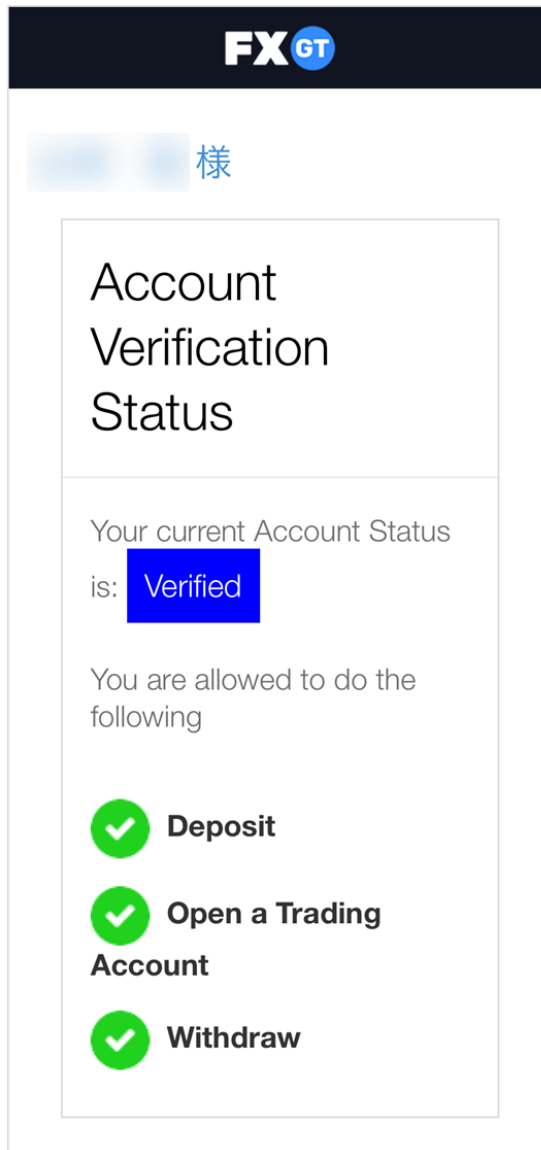 FXGT
様
Account
Verification
Status
Your current Account Status
is: Verified
You are allowed to do the
following
Deposit
Open a Trading
Account
Withdraw